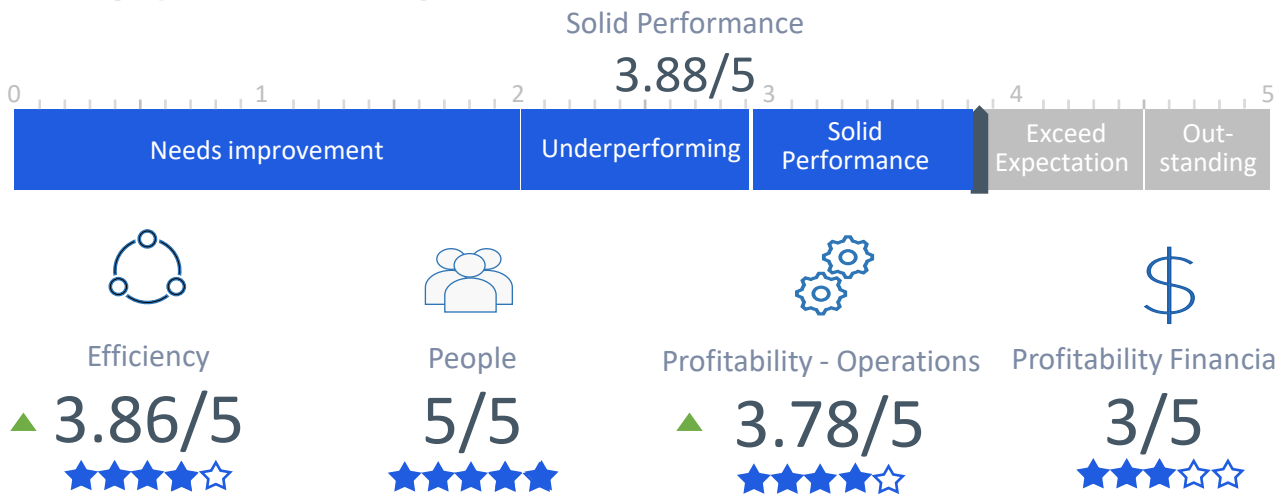 Solid Performance
3.88/5
0 1 2 3 4 5
Needs improvement
Underperforming
Solid
Performance
Exceed
Expectation
Out-
standing
Efficiency
People
Profitability - Operations
Profitability Financia
3.86/5
5/5
3.78/5
3/5